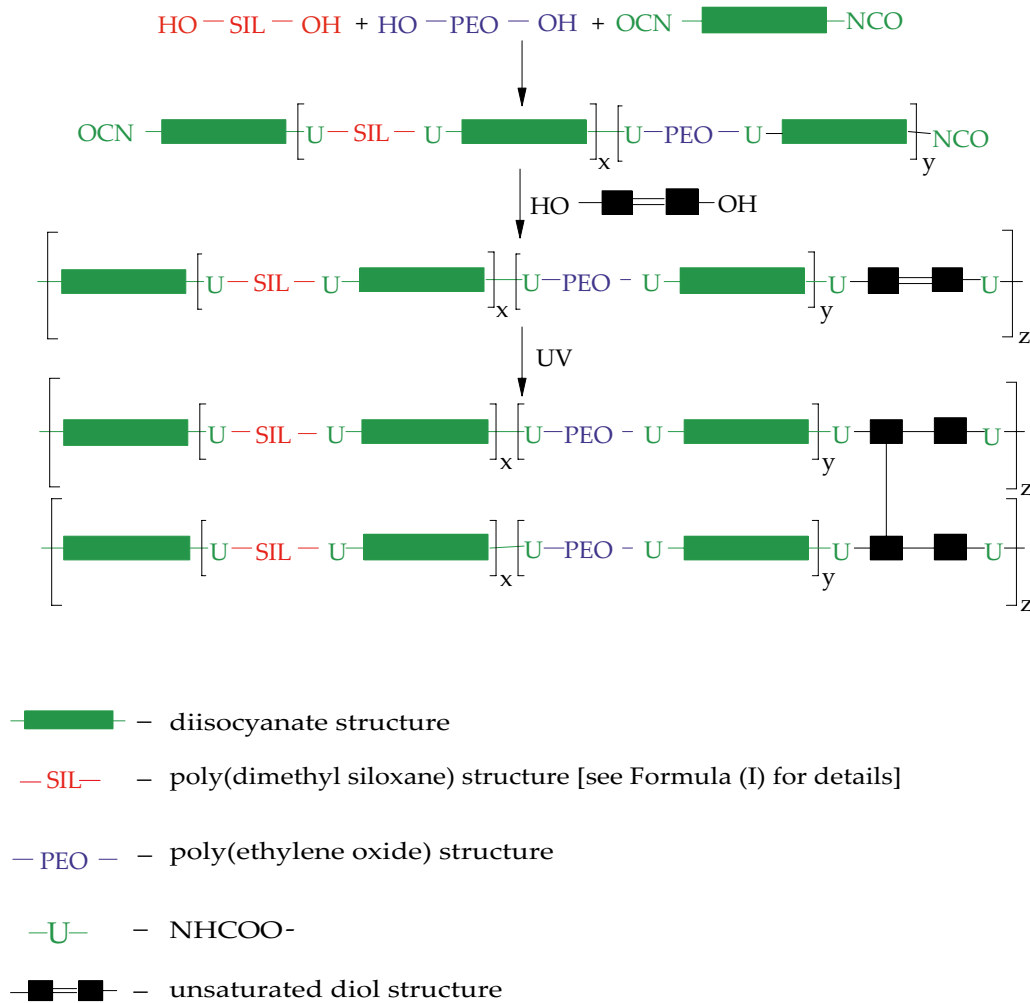 HO — SIL — OH + HO — PEO — OH + OCN NCO
OCN [ U — SIL — U ]x [ U — PEO — U ]y NCO
HO = OH
[ [ U — SIL — U ]x [ U — PEO - U ]y U = U ]z
UV
[ [ U — SIL — U ]x [ U — PEO - U ]y U U ]z
[ [ U — SIL — U ]x [ U — PEO - U ]y U U ]z
– diisocyanate structure
—SIL— – poly(dimethyl siloxane) structure [see Formula (I) for details]
— PEO — – poly(ethylene oxide) structure
—U— – NHCOO-
– unsaturated diol structure